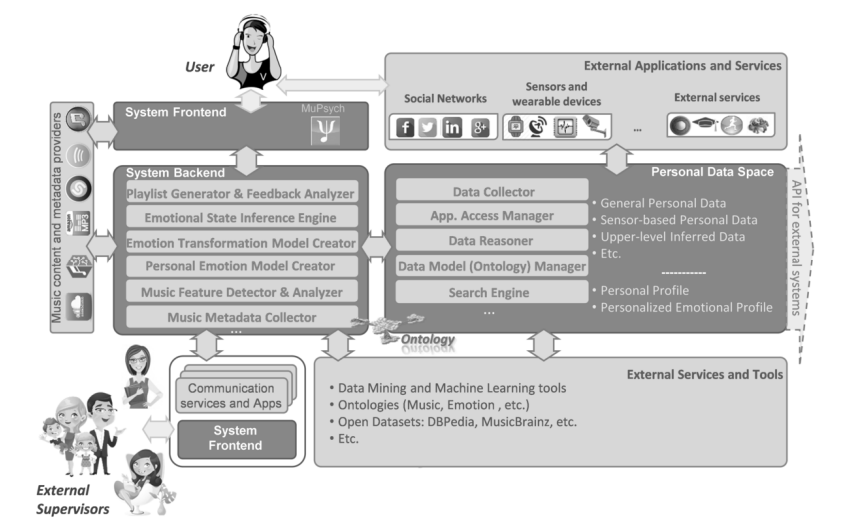 User
External Applications and Services
Social Networks
Sensors and
wearable devices
External services
...
System Frontend
MuPsych
Music content and metadata providers
MP3
System Backend
Playlist Generator & Feedback Analyzer
Emotional State Inference Engine
Emotion Transformation Model Creator
Personal Emotion Model Creator
Music Feature Detector & Analyzer
Music Metadata Collector
...
Personal Data Space
Data Collector
App. Access Manager
Data Reasoner
Data Model (Ontology) Manager
Search Engine
...
• General Personal Data
• Sensor-based Personal Data
• Upper-level Inferred Data
• Etc.
-----------
• Personal Profile
• Personalized Emotional Profile
API for external systems
Ontology
Communication
services and Apps
System
Frontend
External Services and Tools
• Data Mining and Machine Learning tools
• Ontologies (Music, Emotion , etc.)
• Open Datasets: DBPedia, MusicBrainz, etc.
• Etc.
External
Supervisors